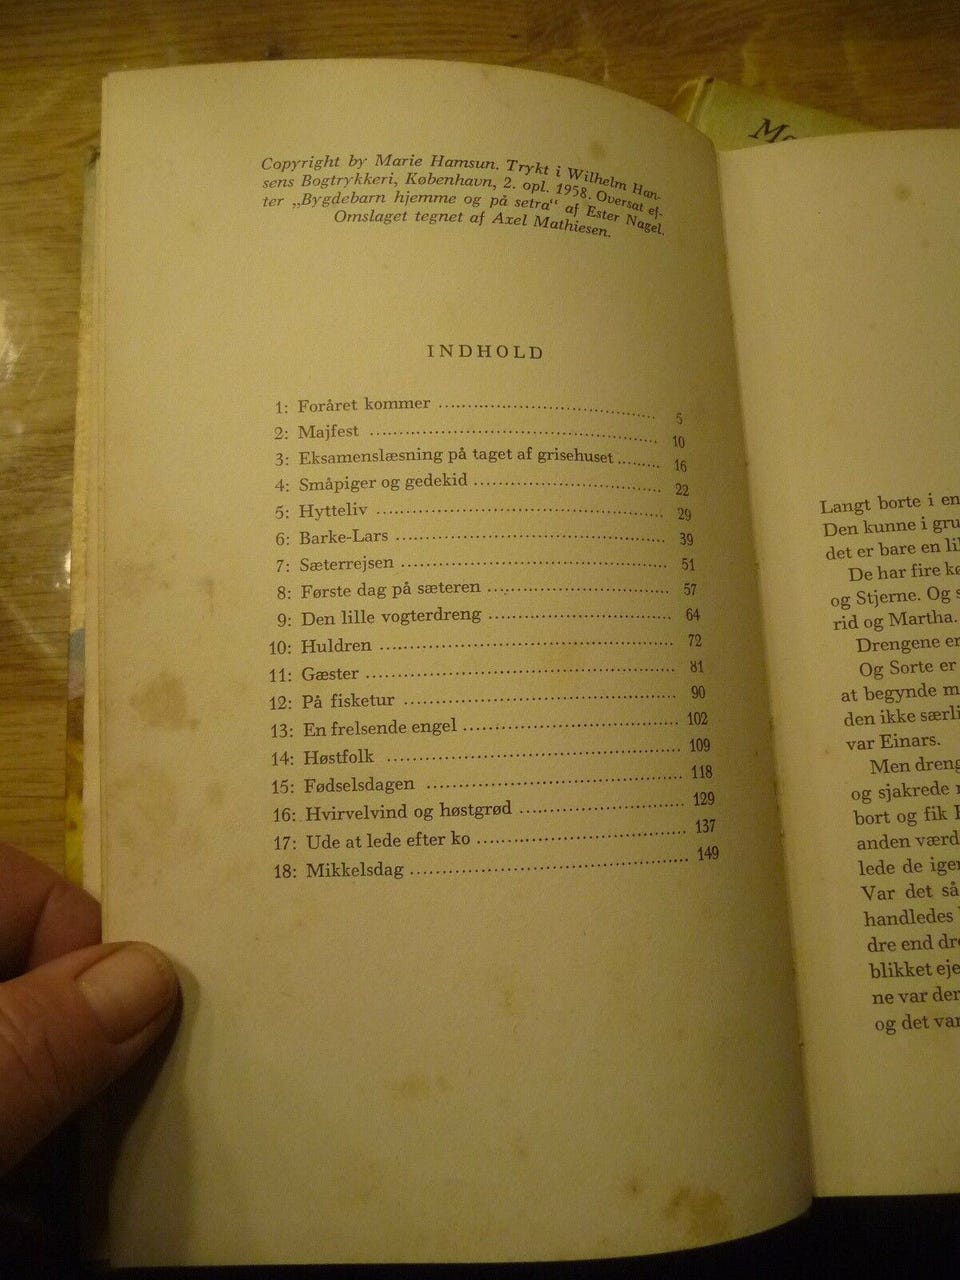 Mo
Copyright by Marie Hamsun. Trykt i Wilhelm Han-
sens Bogtrykkeri, København, 2. opl. 1958. Oversat ef-
ter „Bygdebarn hjemme og på setra“ af Ester Nagel.
Omslaget tegnet af Axel Mathiesen.
INDHOLD
1: Foråret kommer 5
2: Majfest 10
3: Eksamenslæsning på taget af grisehuset 16
4: Småpiger og gedekid 22
5: Hytteliv 29
6: Barke-Lars 39
7: Sæterrejsen 51
8: Første dag på sæteren 57
9: Den lille vogterdreng 64
10: Huldren 72
11: Gæster 81
12: På fisketur 90
13: En frelsende engel 102
14: Høstfolk 109
15: Fødselsdagen 118
16: Hvirvelvind og høstgrød 129
17: Ude at lede efter ko 137
18: Mikkelsdag 149
Langt borte i en
Den kunne i gru
det er bare en lil
De har fire kø
og Stjerne. Og s
rid og Martha.
Drengene er
Og Sorte er
at begynde m
den ikke særli
var Einars.
Men dreng
og sjakrede
bort og fik
anden værd
lede de iger
Var det så
handledes
dre end dre
blikket eje
ne var der
og det var